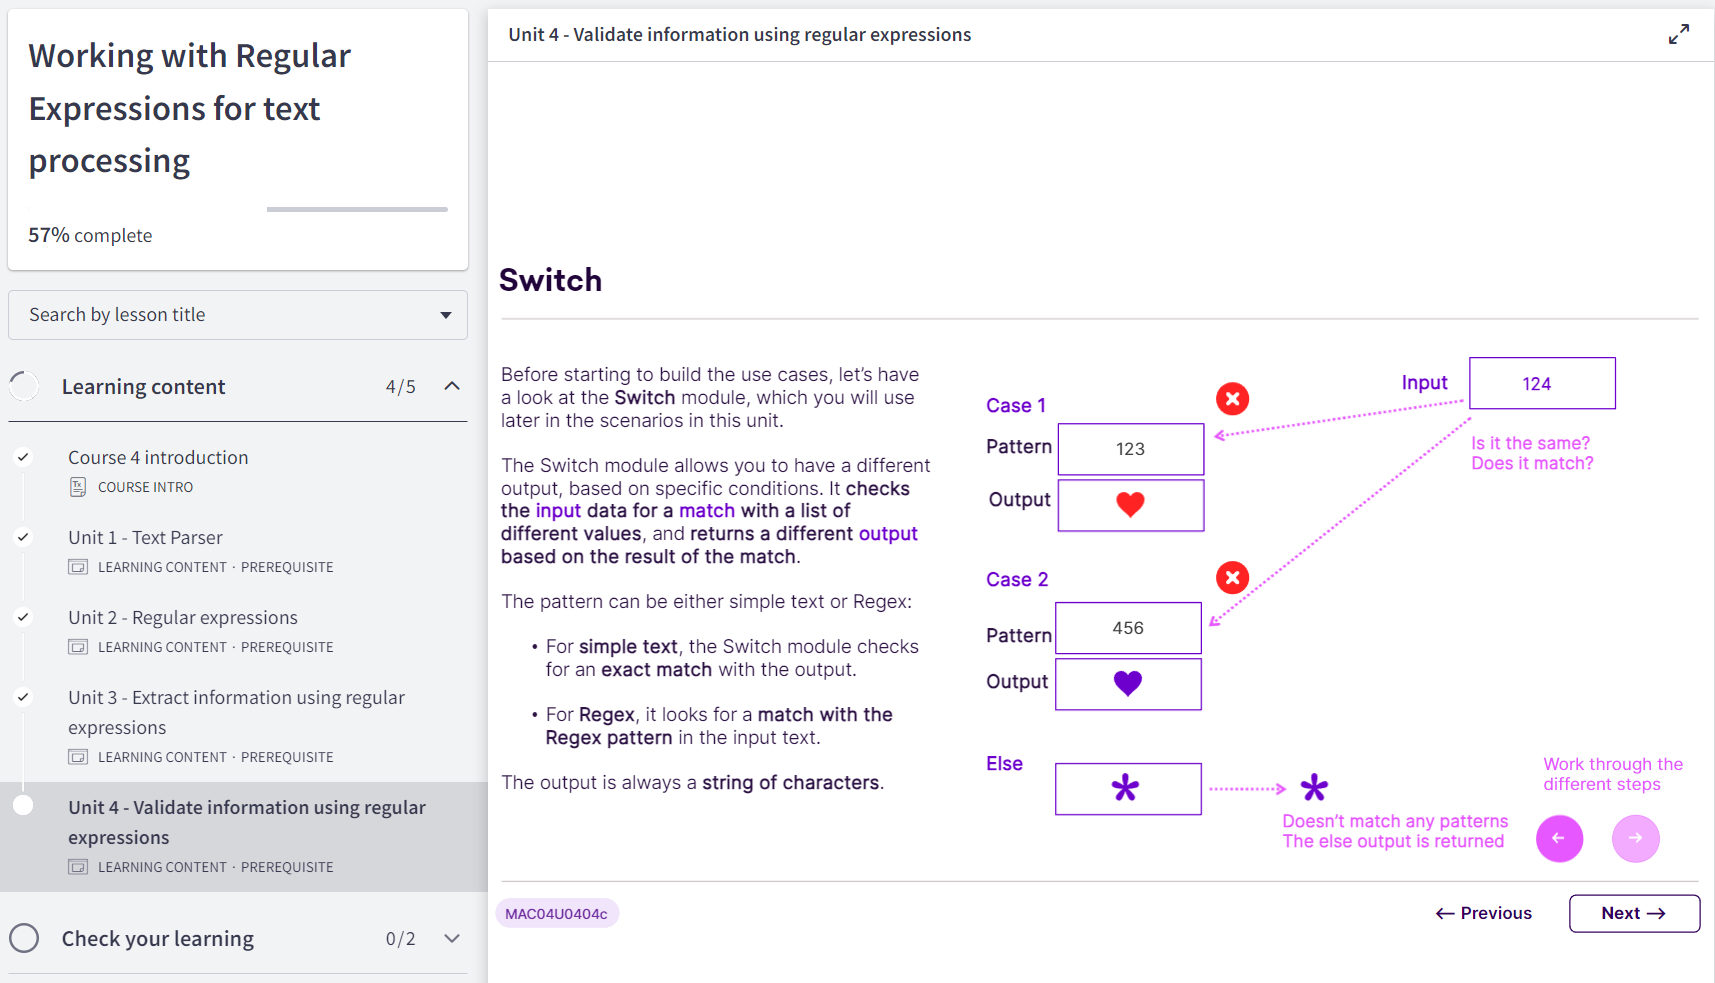 Working with Regular
Expressions for text
processing
57% complete
Search by lesson title
Learning content 4/5
Course 4 introduction
Tx COURSE INTRO
Unit 1 - Text Parser
LEARNING CONTENT · PREREQUISITE
Unit 2 - Regular expressions
LEARNING CONTENT · PREREQUISITE
Unit 3 - Extract information using regular
expressions
LEARNING CONTENT · PREREQUISITE
Unit 4 - Validate information using regular
expressions
LEARNING CONTENT · PREREQUISITE
Check your learning 0/2
Unit 4 - Validate information using regular expressions
Switch
Before starting to build the use cases, let's have
a look at the Switch module, which you will use
later in the scenarios in this unit.
The Switch module allows you to have a different
output, based on specific conditions. It checks
the input data for a match with a list of
different values, and returns a different output
based on the result of the match.
The pattern can be either simple text or Regex:
• For simple text, the Switch module checks
for an exact match with the output.
• For Regex, it looks for a match with the
Regex pattern in the input text.
The output is always a string of characters.
Input 124
Is it the same?
Does it match?
Case 1
Pattern 123
Output
Case 2
Pattern 456
Output
Else * *
Doesn't match any patterns
The else output is returned
Work through the
different steps
MAC04U0404c
← Previous
Next →